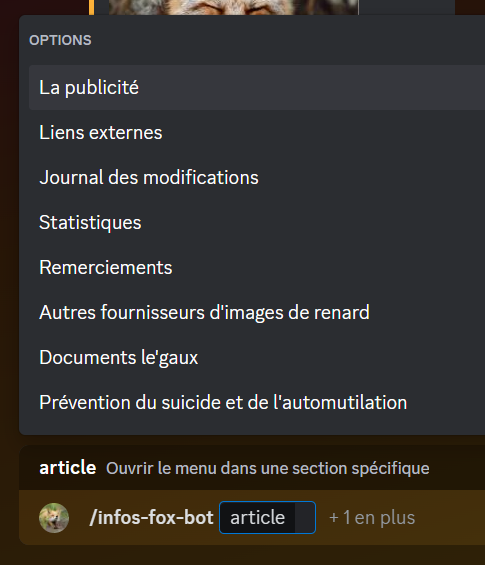 OPTIONS
La publicité
Liens externes
Journal des modifications
Statistiques
Remerciements
Autres fournisseurs d'images de renard
Documents le'gaux
Prévention du suicide et de l'automutilation
article Ouvrir le menu dans une section spécifique
/infos-fox-bot article + 1 en plus